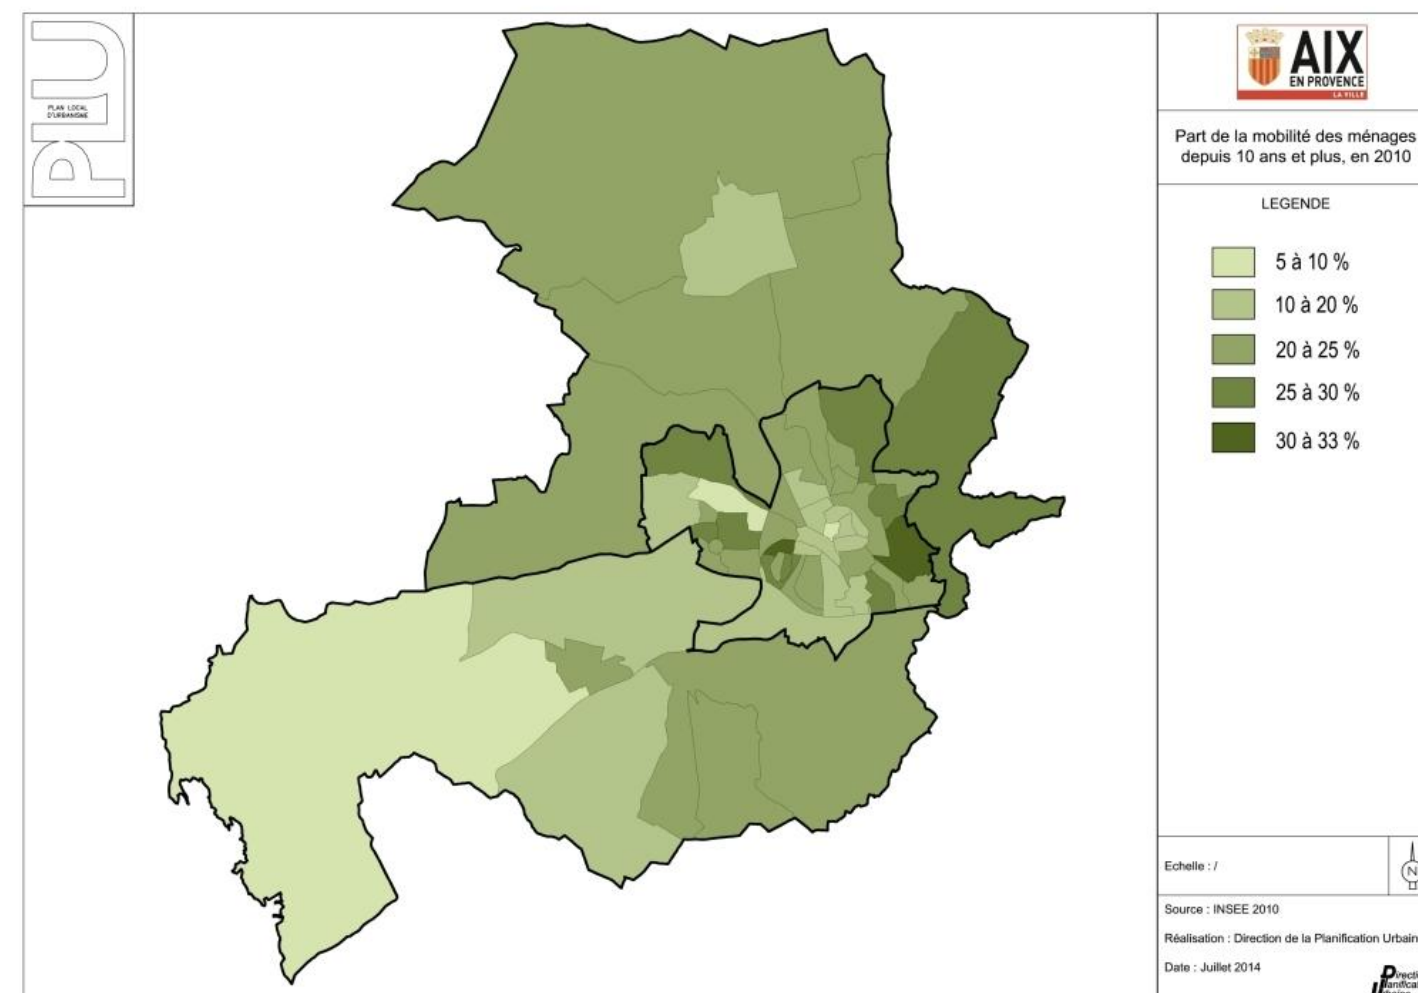 PLU
PLAN LOCAL
D'URBANISME
AIX
EN PROVENCE
LA VILLE
Part de la mobilité des ménages
depuis 10 ans et plus, en 2010
LEGENDE
5 à 10 %
10 à 20 %
20 à 25 %
25 à 30 %
30 à 33 %
Echelle : /
N
Source : INSEE 2010
Réalisation : Direction de la Planification Urbain
Date : Juillet 2014